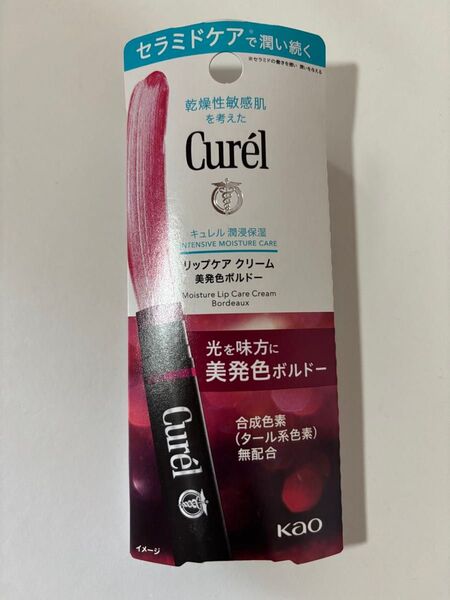 セラミドケア※で潤い続く
※セラミドの働きを補い 潤いを与える
乾燥性敏感肌
を考えた
Curél
キュレル 潤浸保湿
INTENSIVE MOISTURE CARE
リップケア クリーム
美発色ボルドー
Moisture Lip Care Cream
Bordeaux
光を味方に
美発色ボルドー
Curél
合成色素
(タール系色素)
無配合
Kao
イメージ